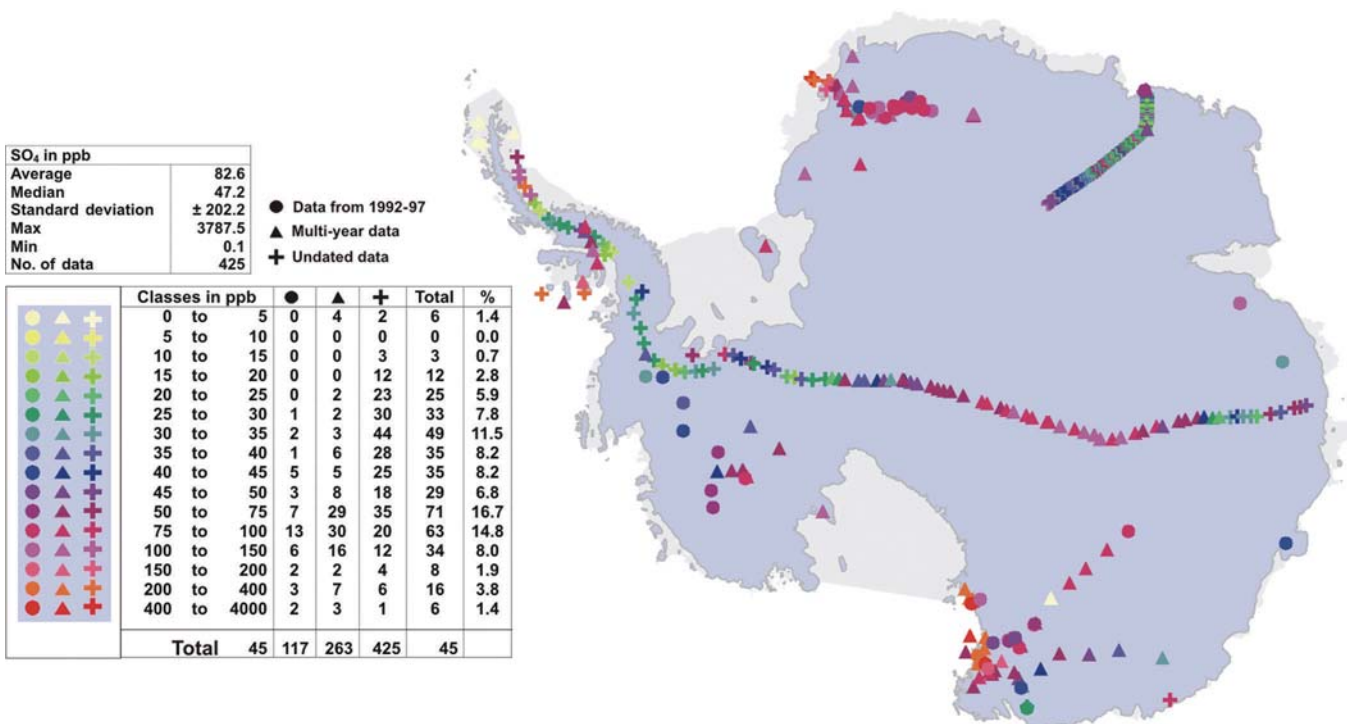 SO₄ in ppb
Average 82.6
Median 47.2
Standard deviation ± 202.2
Max 3787.5
Min 0.1
No. of data 425
Data from 1992-97
Multi-year data
Undated data
Classes in ppb Total %
0 to 5 0 4 2 6 1.4
5 to 10 0 0 0 0 0.0
10 to 15 0 0 3 3 0.7
15 to 20 0 0 12 12 2.8
20 to 25 0 2 23 25 5.9
25 to 30 1 2 30 33 7.8
30 to 35 2 3 44 49 11.5
35 to 40 1 6 28 35 8.2
40 to 45 5 5 25 35 8.2
45 to 50 3 8 18 29 6.8
50 to 75 7 29 35 71 16.7
75 to 100 13 30 20 63 14.8
100 to 150 6 16 12 34 8.0
150 to 200 2 2 4 8 1.9
200 to 400 3 7 6 16 3.8
400 to 4000 2 3 1 6 1.4
Total 45 117 263 425 45